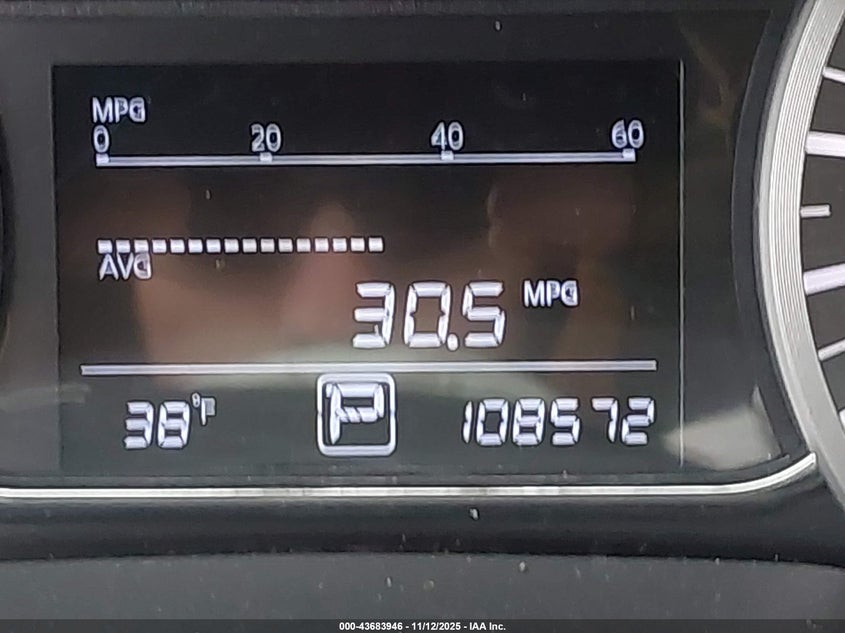 MPG
0 20 40 60
AVG
30.5 MPG
38°F P 108572
000-43683946 - 11/12/2025 - IAA Inc.